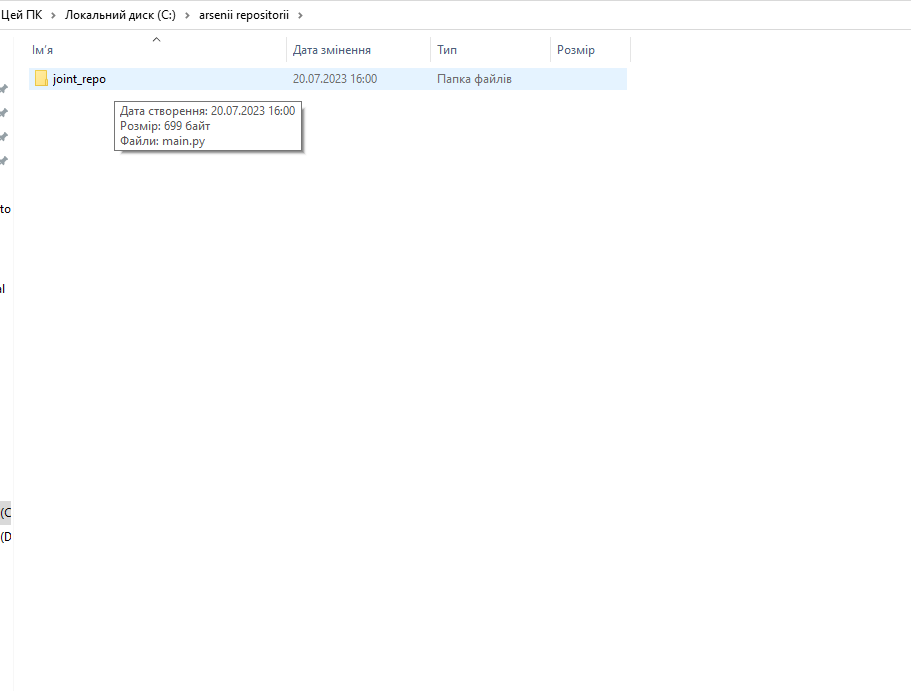 Цей ПК > Локальний диск (C:) > arsenii repositorii >
Ім'я Дата змінення Тип Розмір
joint_repo 20.07.2023 16:00 Папка файлів
Дата створення: 20.07.2023 16:00
Розмір: 699 байт
Файли: main.py
to
al
(C
(D